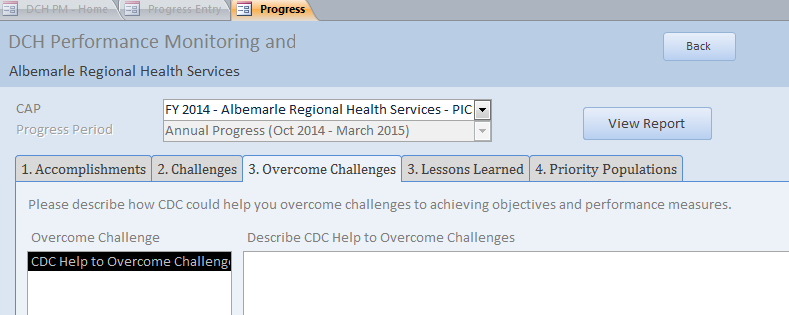 DCH PM - Home Progress Entry Progress
DCH Performance Monitoring and
Back
Albemarle Regional Health Services
CAP FY 2014 - Albemarle Regional Health Services - PIC
Progress Period Annual Progress (Oct 2014 - March 2015)
View Report
1. Accomplishments 2. Challenges 3. Overcome Challenges 3. Lessons Learned 4. Priority Populations
Please describe how CDC could help you overcome challenges to achieving objectives and performance measures.
Overcome Challenge Describe CDC Help to Overcome Challenges
CDC Help to Overcome Challenge